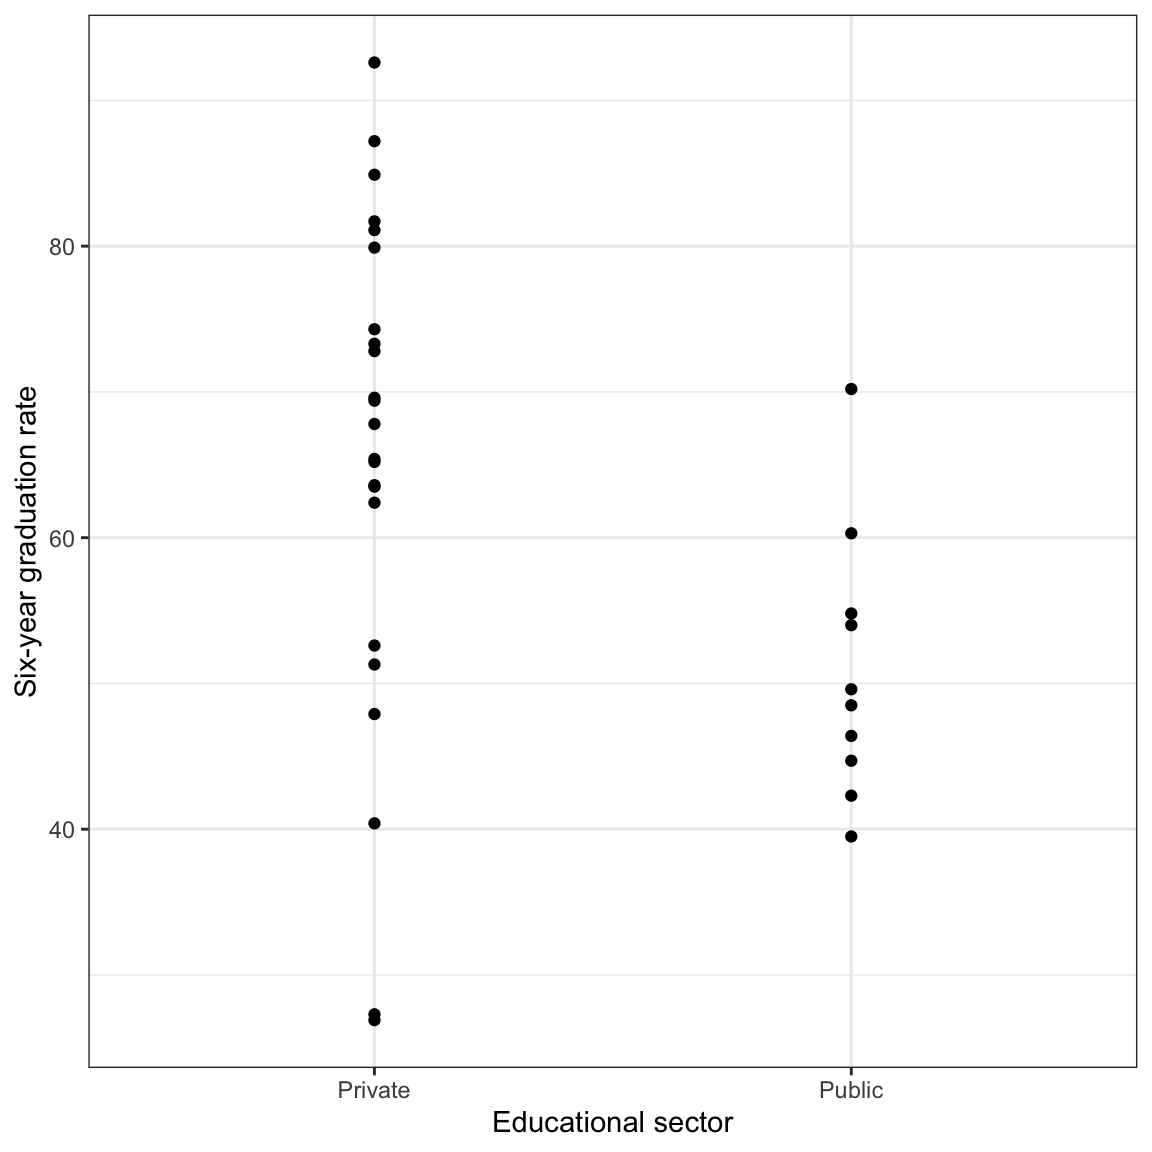 80
60
40
Six-year graduation rate
Private
Public
Educational sector